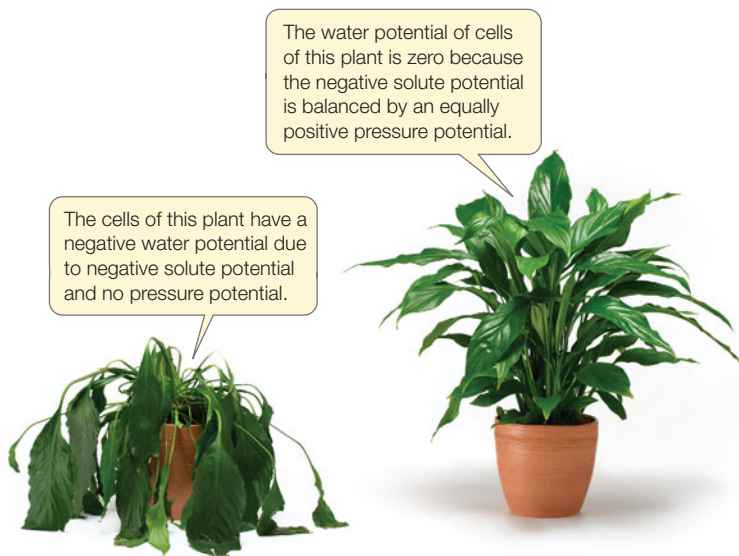 The water potential of cells
of this plant is zero because
the negative solute potential
is balanced by an equally
positive pressure potential.
The cells of this plant have a
negative water potential due
to negative solute potential
and no pressure potential.